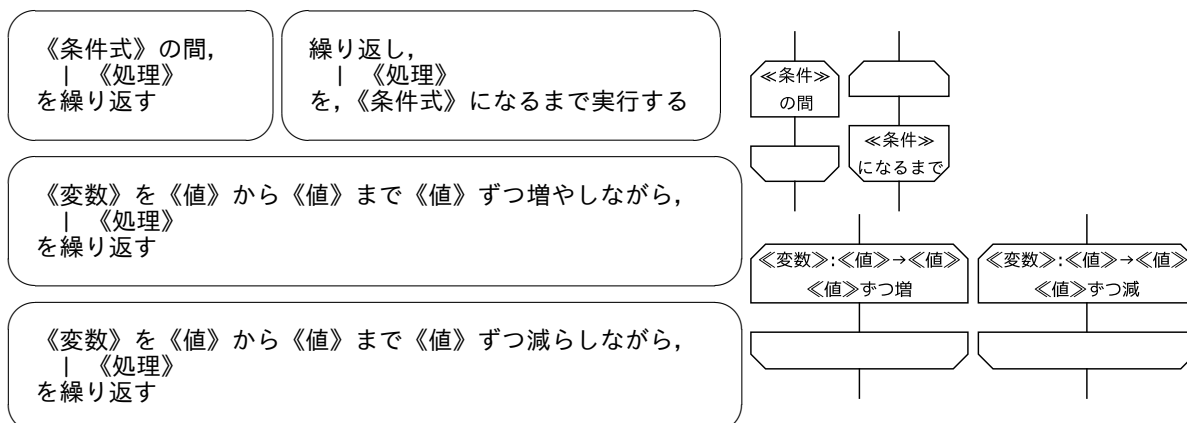 《条件式》の間,
| 《処理》
を繰り返す
繰り返し,
| 《処理》
を,《条件式》になるまで実行する
≪条件≫
の間
≪条件≫
になるまで
《変数》を《値》から《値》まで《値》ずつ増やしながら,
| 《処理》
を繰り返す
≪変数≫:≪値≫→≪値≫
≪値≫ずつ増
≪変数≫:≪値≫→≪値≫
≪値≫ずつ減
《変数》を《値》から《値》まで《値》ずつ減らしながら,
| 《処理》
を繰り返す